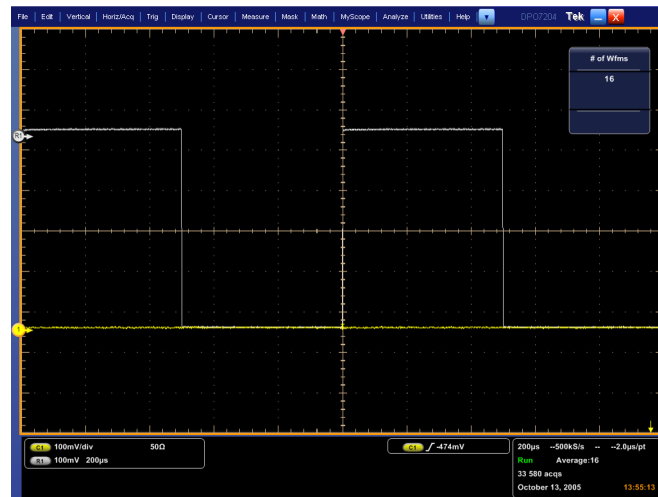 File | Edit | Vertical | Horiz/Acq | Trig | Display | Cursor | Measure | Mask | Math | MyScope | Analyze | Utilities | Help ▼ DPO7204 Tek
# of Wfms
16
R1
1
C1 100mV/div 50Ω
R1 100mV 200µs
C1 -474mV
200µs --500kS/s -- --2.0µs/pt
Run Average:16
33 580 acqs
October 13, 2005 13:55:13